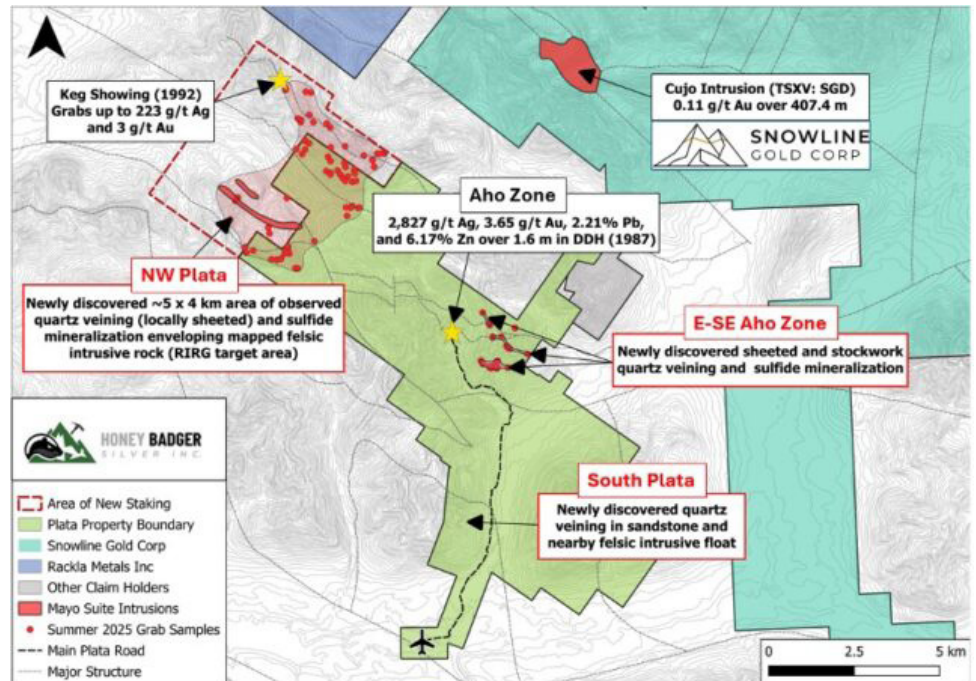 Keg Showing (1992)
Grabs up to 223 g/t Ag
and 3 g/t Au
Cujo Intrusion (TSXV: SGD)
0.11 g/t Au over 407.4 m
SNOWLINE
GOLD CORP
Aho Zone
2,827 g/t Ag, 3.65 g/t Au, 2.21% Pb,
and 6.17% Zn over 1.6 m in DDH (1987)
NW Plata
Newly discovered ~5 x 4 km area of observed
quartz veining (locally sheeted) and sulfide
mineralization enveloping mapped felsic
intrusive rock (RIRG target area)
E-SE Aho Zone
Newly discovered sheeted and stockwork
quartz veining and sulfide mineralization
South Plata
Newly discovered quartz
veining in sandstone and
nearby felsic intrusive float
HONEY BADGER
SILVER INC.
Area of New Staking
Plata Property Boundary
Snowline Gold Corp
Rackla Metals Inc
Other Claim Holders
Mayo Suite Intrusions
Summer 2025 Grab Samples
Main Plata Road
Major Structure
0 2.5 5 km